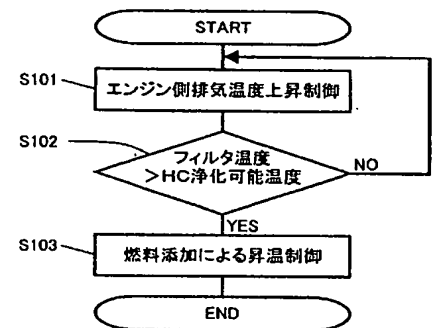 START
S101
エンジン側排気温度上昇制御
S102
フィルタ温度
＞HC浄化可能温度
NO
YES
S103
燃料添加による昇温制御
END